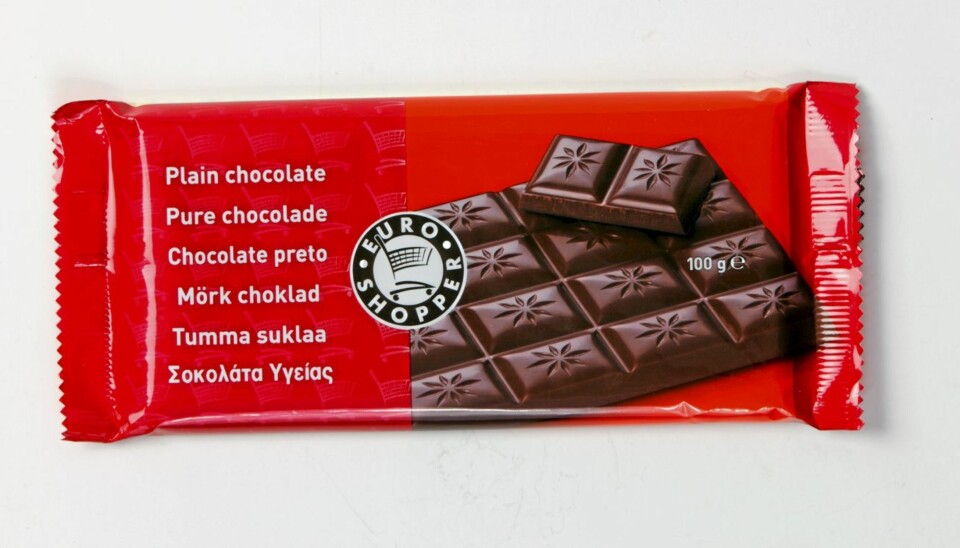 Plain chocolate
Pure chocolade
Chocolate preto
Mörk choklad
Tumma suklaa
Σοκολάτα Υγείας
EURO
SHOPPER
100 g ℮